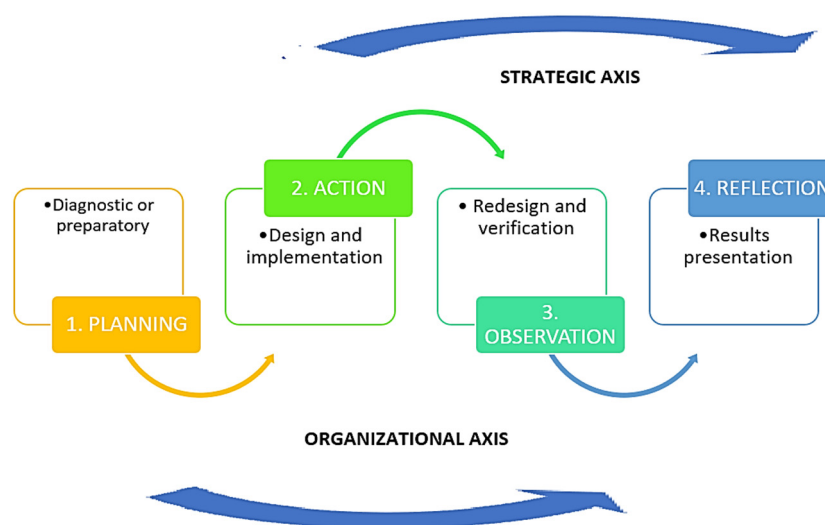 STRATEGIC AXIS
•Diagnostic or
preparatory
1. PLANNING
2. ACTION
•Design and
implementation
• Redesign and
verification
3.
OBSERVATION
4. REFLECTION
•Results
presentation
ORGANIZATIONAL AXIS